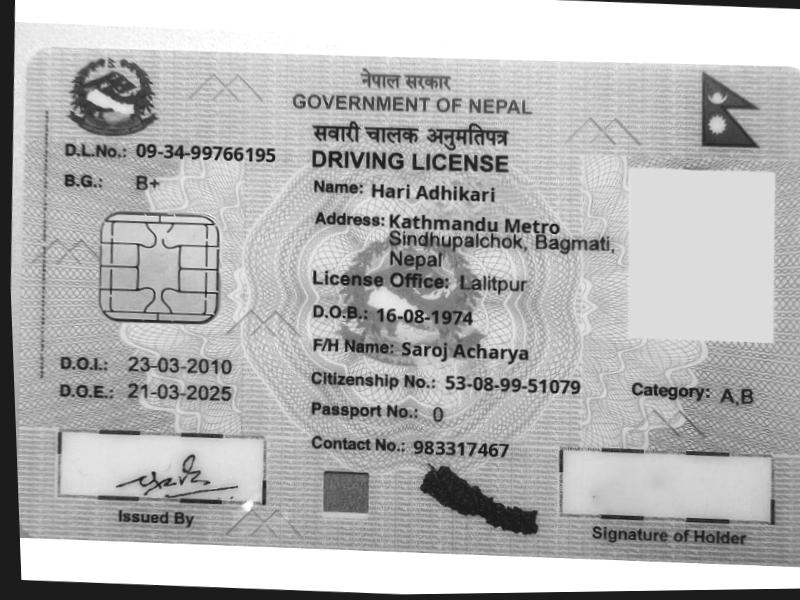 नेपाल सरकार
GOVERNMENT OF NEPAL
सवारी चालक अनुमतिपत्र
DRIVING LICENSE
D.L.No.: 09-34-99766195
B.G.: B+
Name: Hari Adhikari
Address: Kathmandu Metro
Sindhupalchok, Bagmati,
Nepal
License Office: Lalitpur
D.O.B.: 16-08-1974
F/H Name: Saroj Acharya
D.O.I.: 23-03-2010
D.O.E.: 21-03-2025
Citizenship No.: 53-08-99-51079
Category: A,B
Passport No.: 0
Contact No.: 983317467
Issued By
Signature of Holder